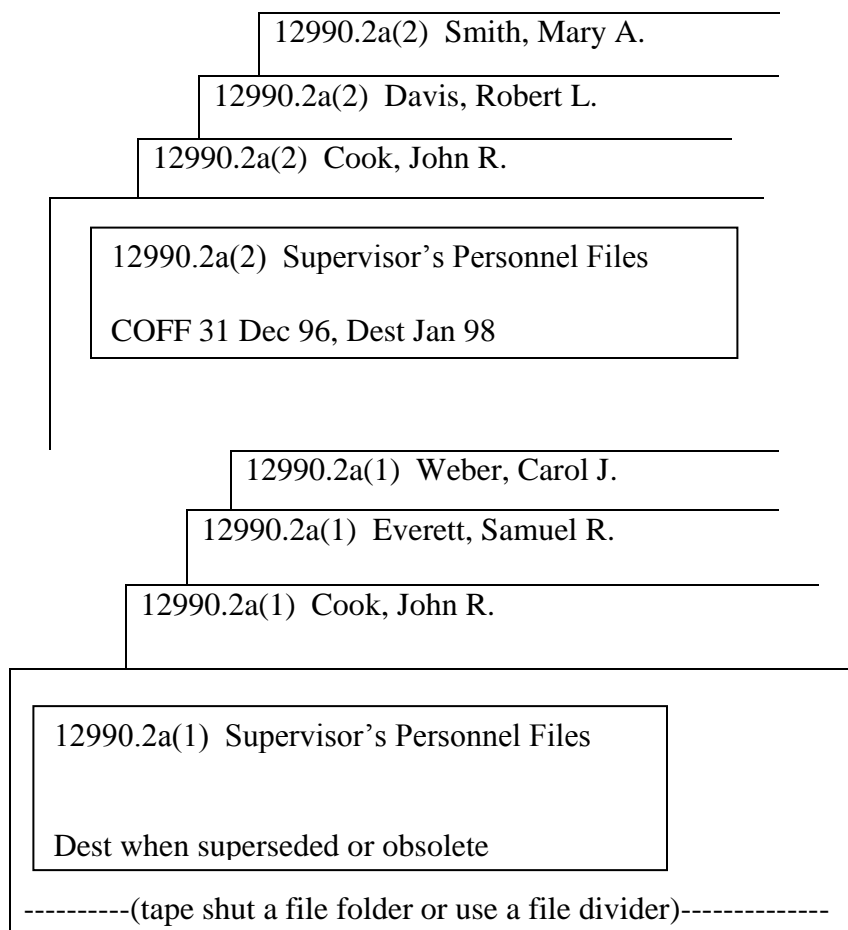 12990.2a(2)  Smith, Mary A.
12990.2a(2)  Davis, Robert L.
12990.2a(2)  Cook, John R.
12990.2a(2)  Supervisor’s Personnel Files
COFF 31 Dec 96, Dest Jan 98
12990.2a(1)  Weber, Carol J.
12990.2a(1)  Everett, Samuel R.
12990.2a(1)  Cook, John R.
12990.2a(1)  Supervisor’s Personnel Files
Dest when superseded or obsolete
----------(tape shut a file folder or use a file divider)--------------